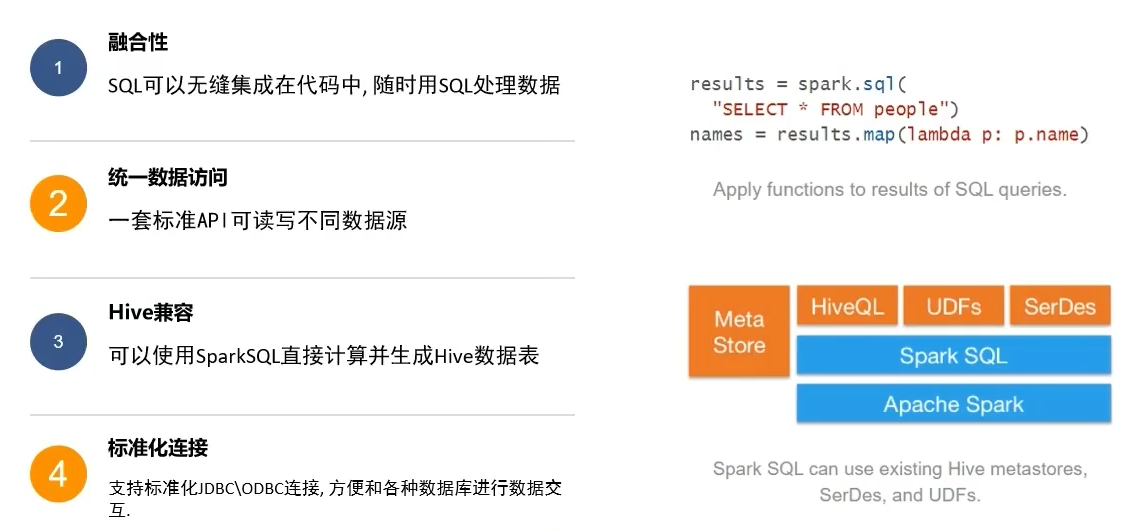 1
融合性
SQL可以无缝集成在代码中, 随时用SQL处理数据
2
统一数据访问
一套标准API可读写不同数据源
3
Hive兼容
可以使用SparkSQL直接计算并生成Hive数据表
4
标准化连接
支持标准化JDBC\ODBC连接, 方便和各种数据库进行数据交
互.
results = spark.sql(
"SELECT * FROM people")
names = results.map(lambda p: p.name)
Apply functions to results of SQL queries.
Meta
Store
HiveQL
UDFs
SerDes
Spark SQL
Apache Spark
Spark SQL can use existing Hive metastores,
SerDes, and UDFs.